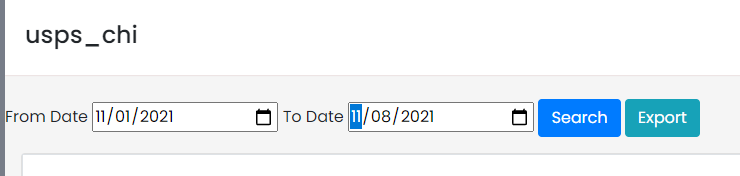 usps_chi
From Date 11/01/2021 To Date 11/08/2021 Search Export